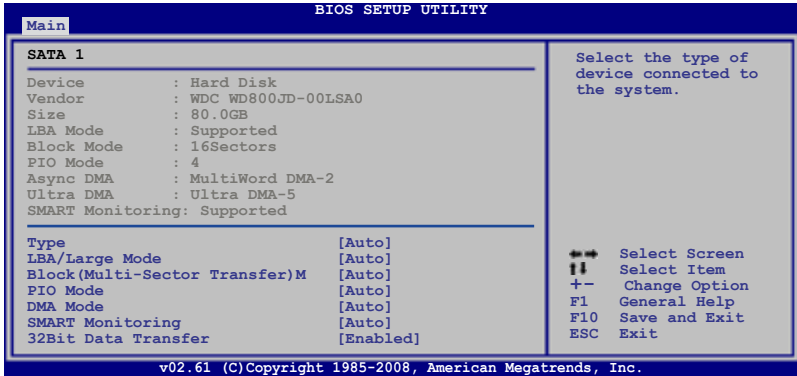 BIOS SETUP UTILITY
Main
SATA 1
Device : Hard Disk
Vendor : WDC WD800JD-00LSA0
Size : 80.0GB
LBA Mode : Supported
Block Mode : 16Sectors
PIO Mode : 4
Async DMA : MultiWord DMA-2
Ultra DMA : Ultra DMA-5
SMART Monitoring: Supported
Type [Auto]
LBA/Large Mode [Auto]
Block(Multi-Sector Transfer)M [Auto]
PIO Mode [Auto]
DMA Mode [Auto]
SMART Monitoring [Auto]
32Bit Data Transfer [Enabled]
Select the type of
device connected to
the system.
←→ Select Screen
↑↓ Select Item
+- Change Option
F1 General Help
F10 Save and Exit
ESC Exit
v02.61 (C)Copyright 1985-2008, American Megatrends, Inc.